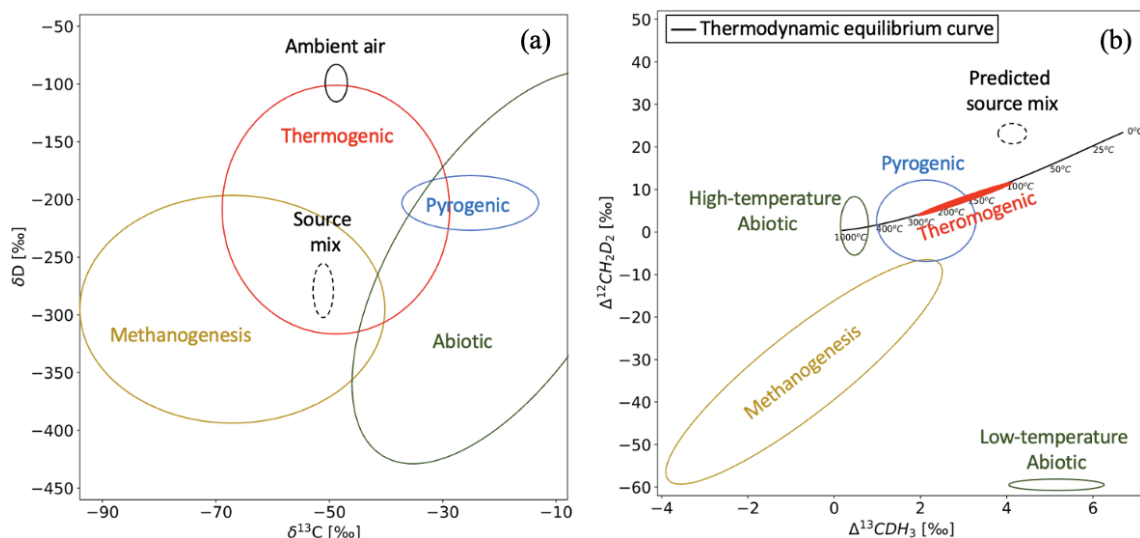 (a)
−50
−100
−150
−200
−250
−300
−350
−400
−450
δD [‰]
Ambient air
Thermogenic
Pyrogenic
Source
mix
Methanogenesis
Abiotic
−90
−70
−50
−30
−10
δ¹³C [‰]
(b)
Thermodynamic equilibrium curve
50
40
30
20
10
0
−10
−20
−30
−40
−50
−60
Δ¹²CH₂D₂ [‰]
Predicted
source mix
0°C
25°C
50°C
100°C
150°C
200°C
300°C
400°C
1000°C
Pyrogenic
High-temperature
Abiotic
Theromogenic
Methanogenesis
Low-temperature
Abiotic
−4
−2
0
2
4
6
Δ¹³CDH₃ [‰]